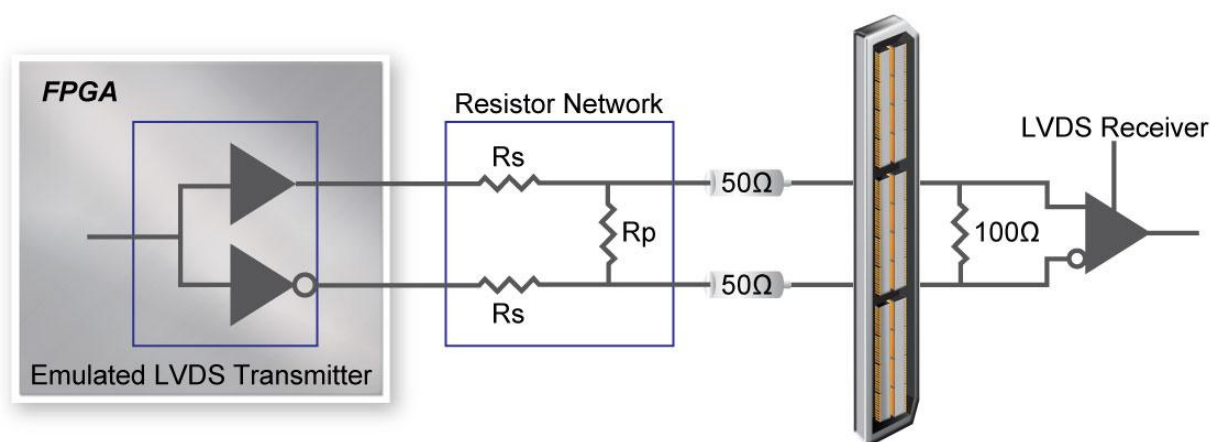 FPGA
Resistor Network
LVDS Receiver
Rs
50Ω
Rp
100Ω
50Ω
Rs
Emulated LVDS Transmitter